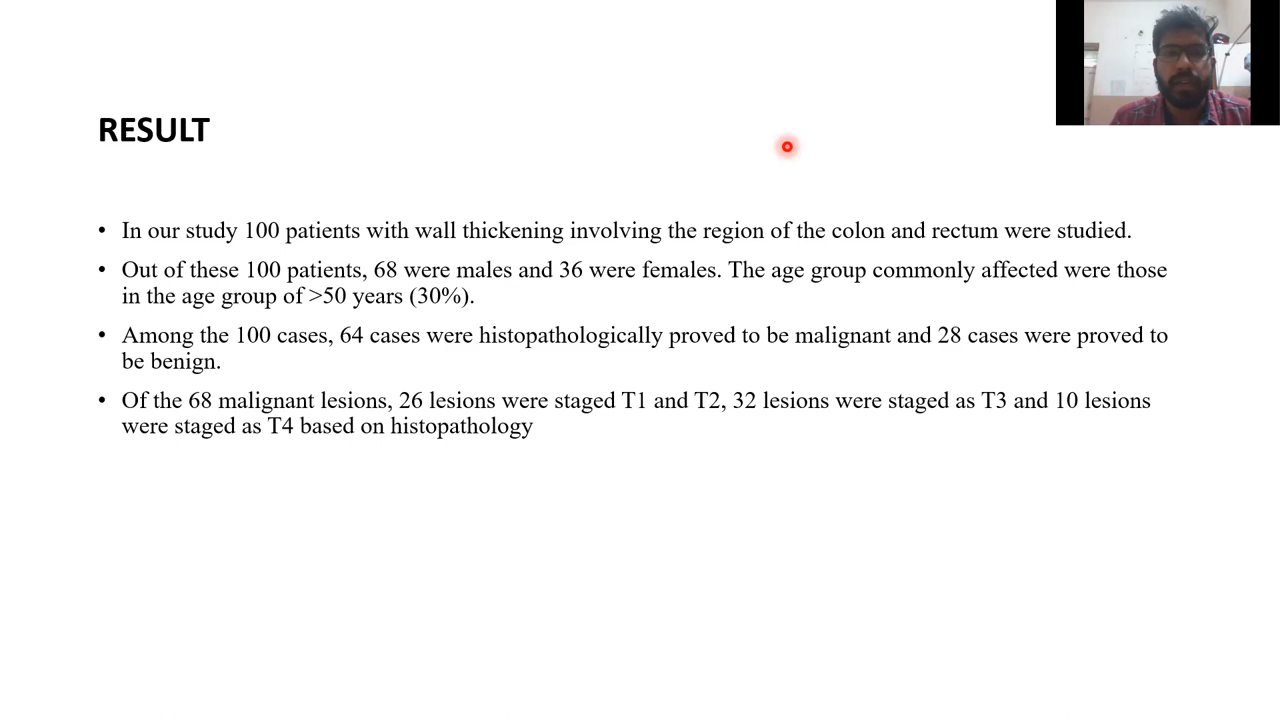 RESULT
• In our study 100 patients with wall thickening involving the region of the colon and rectum were studied.
• Out of these 100 patients, 68 were males and 36 were females. The age group commonly affected were those
in the age group of >50 years (30%).
• Among the 100 cases, 64 cases were histopathologically proved to be malignant and 28 cases were proved to
be benign.
• Of the 68 malignant lesions, 26 lesions were staged T1 and T2, 32 lesions were staged as T3 and 10 lesions
were staged as T4 based on histopathology